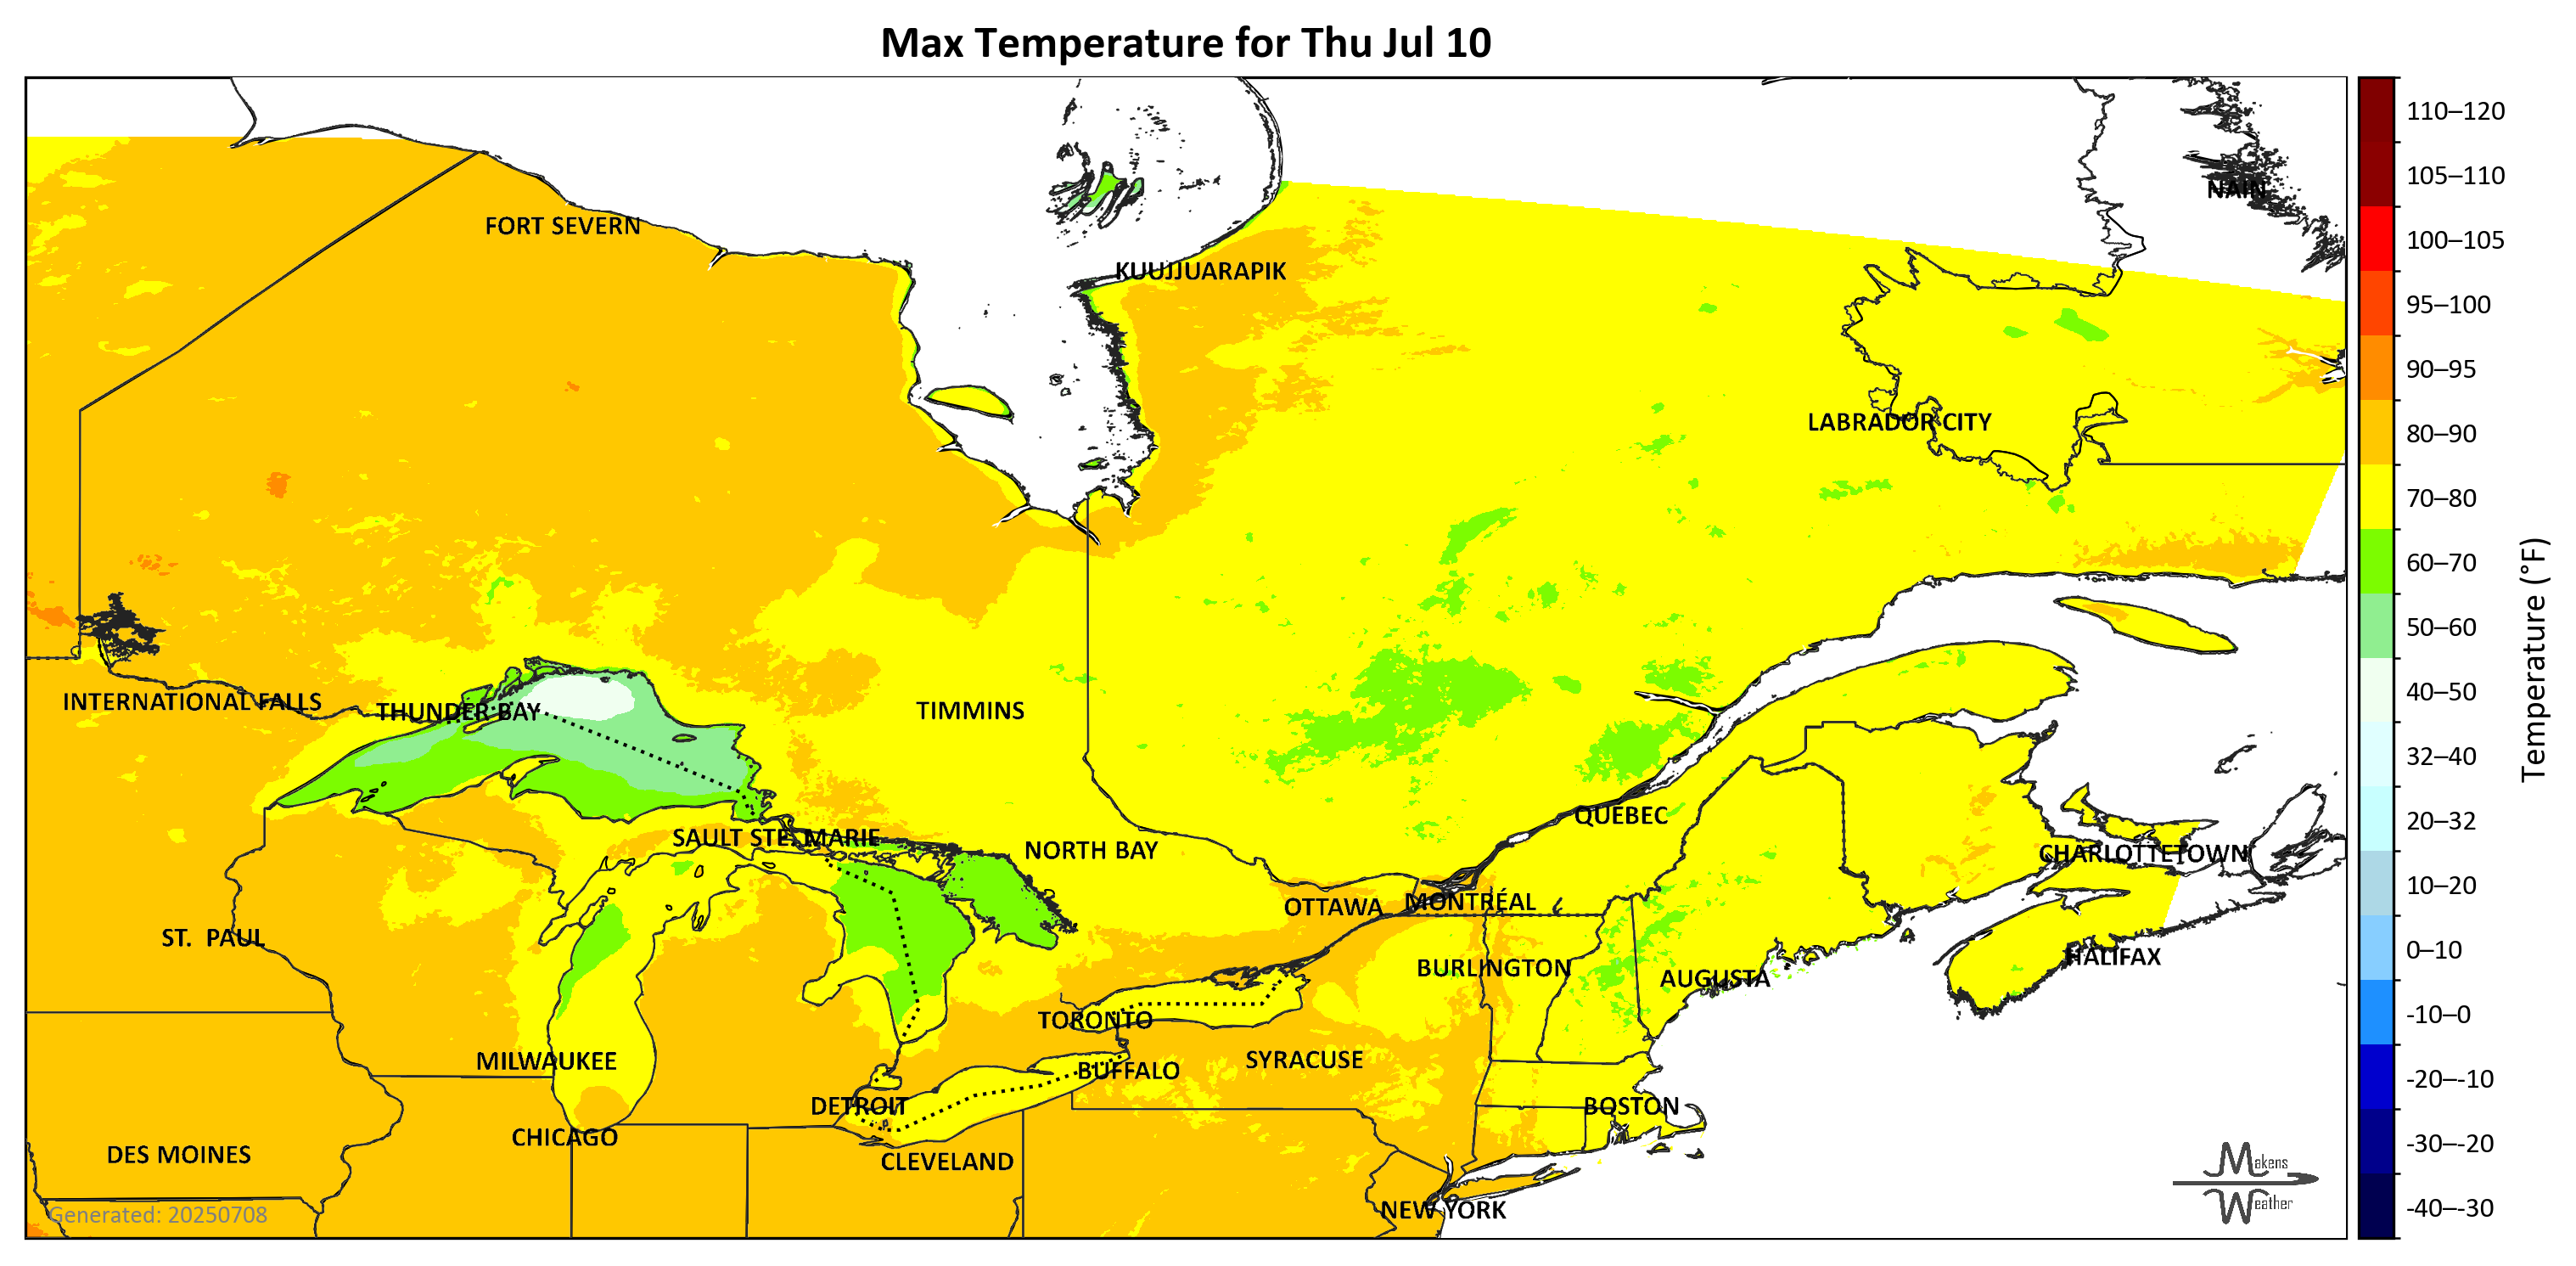 Max Temperature for Thu Jul 10
NAIN
FORT SEVERN
KUUJJUARAPIK
LABRADOR CITY
INTERNATIONAL FALLS
THUNDER BAY
TIMMINS
QUEBEC
SAULT STE. MARIE
NORTH BAY
CHARLOTTETOWN
OTTAWA
MONTRÉAL
ST.  PAUL
HALIFAX
BURLINGTON
AUGUSTA
TORONTO
MILWAUKEE
SYRACUSE
BUFFALO
DETROIT
BOSTON
CHICAGO
DES MOINES
CLEVELAND
NEW YORK
Generated: 20250708
Makens
Weather
110–120
105–110
100–105
95–100
90–95
80–90
70–80
60–70
50–60
40–50
32–40
20–32
10–20
0–10
-10–0
-20–-10
-30–-20
-40–-30
Temperature (°F)